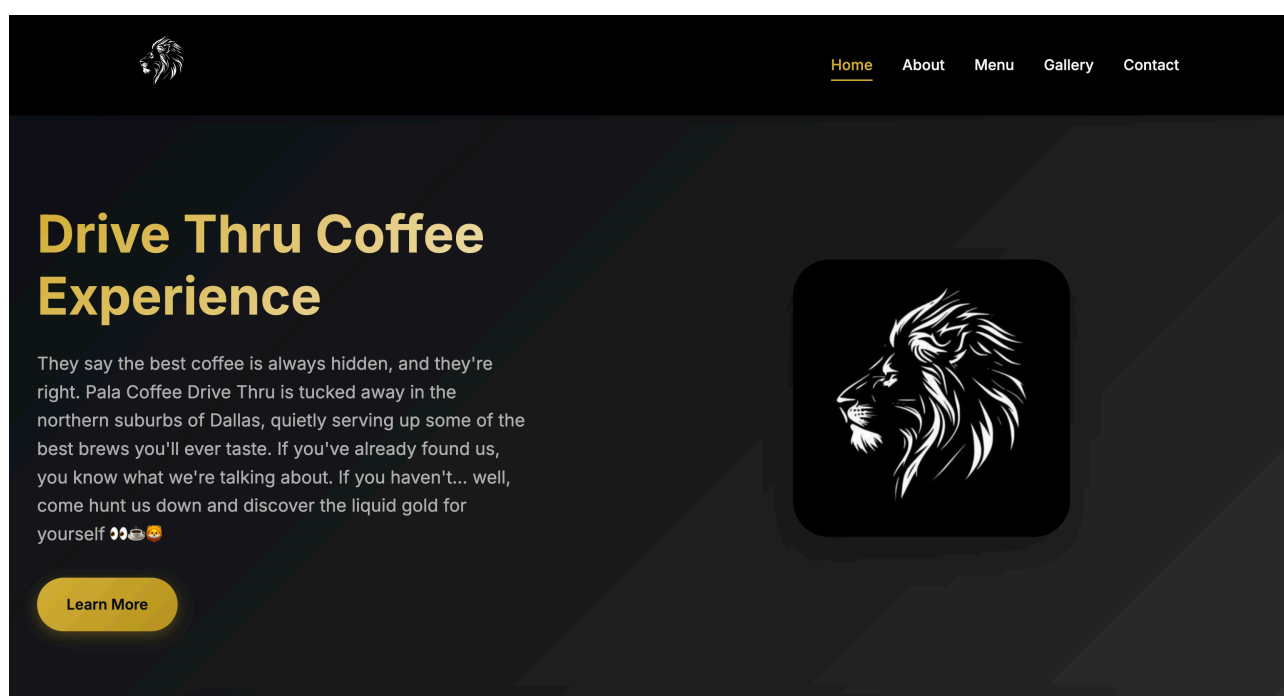 Home About Menu Gallery Contact
Drive Thru Coffee
Experience
They say the best coffee is always hidden, and they're
right. Pala Coffee Drive Thru is tucked away in the
northern suburbs of Dallas, quietly serving up some of the
best brews you'll ever taste. If you've already found us,
you know what we're talking about. If you haven't... well,
come hunt us down and discover the liquid gold for
yourself 👀☕🦁
Learn More